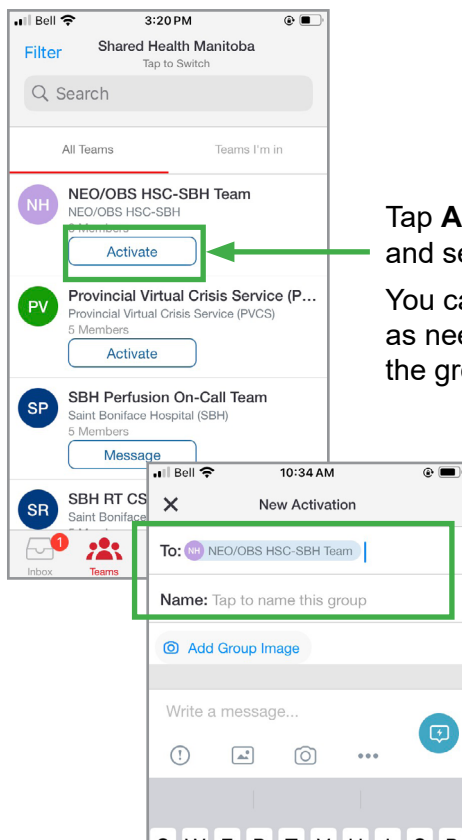 Bell 3:20 PM
Filter Shared Health Manitoba
Tap to Switch
Search
All Teams Teams I'm in
NH NEO/OBS HSC-SBH Team
NEO/OBS HSC-SBH
Members
Activate
PV Provincial Virtual Crisis Service (P...
Provincial Virtual Crisis Service (PVCS)
5 Members
Activate
SP SBH Perfusion On-Call Team
Saint Boniface Hospital (SBH)
5 Members
Message
SR SBH RT CS
Saint Boniface
1
Inbox Teams
Tap A
and se
You ca
as nee
the gro
Bell 10:34 AM
New Activation
To: NH NEO/OBS HSC-SBH Team
Name: Tap to name this group
Add Group Image
Write a message...